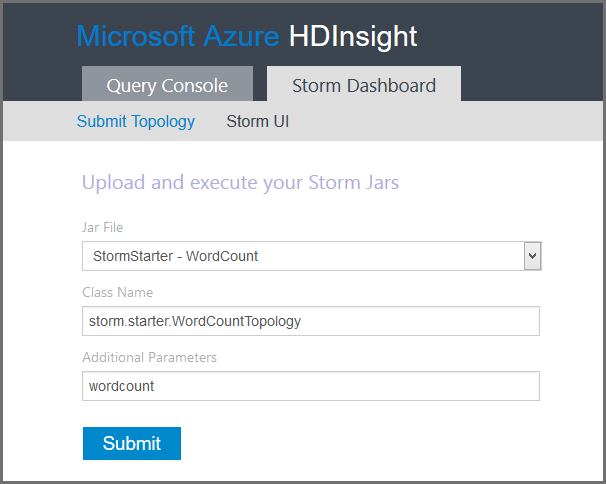 Microsoft Azure HDInsight
Query Console
Storm Dashboard
Submit Topology
Storm UI
Upload and execute your Storm Jars
Jar File
StormStarter - WordCount
Class Name
storm.starter.WordCountTopology
Additional Parameters
wordcount
Submit